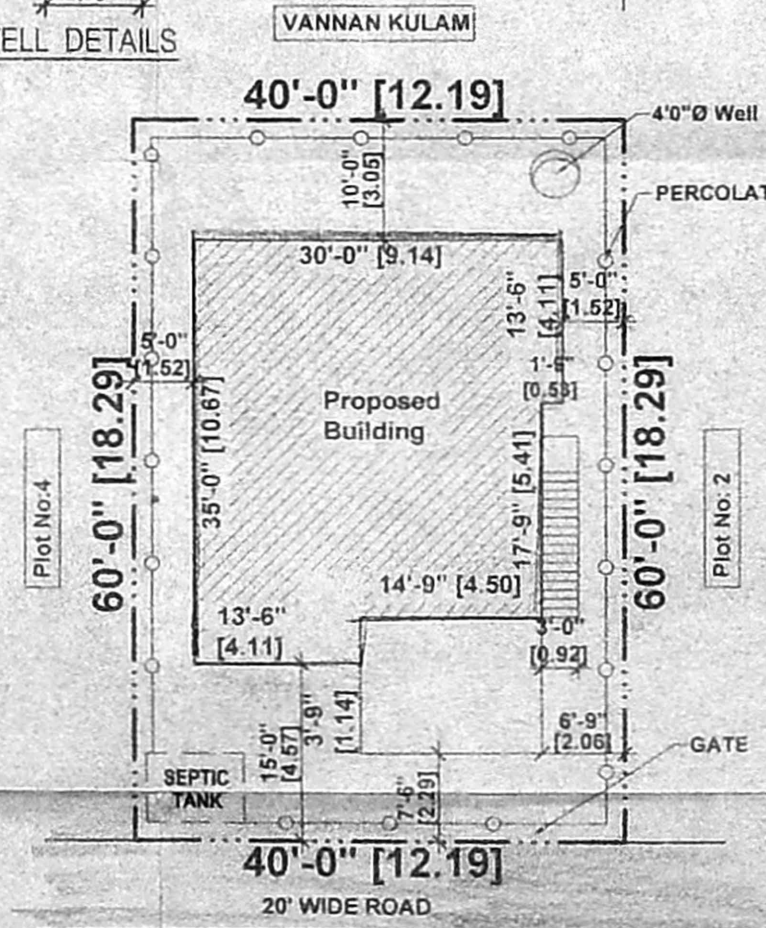 ELL DETAILS
VANNAN KULAM
40'-0" [12.19]
4'0"Ø Well
10'-0"
[3.05]
PERCOLAT
30'-0" [9.14]
13'-6"
[4.11]
5'-0"
[1.52]
5'-0"
[1.52]
1'-9"
[0.53]
Proposed
Building
60'-0" [18.29]
35'-0" [10.67]
17'-9" [5.41]
60'-0" [18.29]
Plot No:4
Plot No: 2
14'-9" [4.50]
13'-6"
[4.11]
3'-0"
[0.92]
3'-9"
[1.14]
15'-0"
[4.57]
6'-9"
[2.06]
GATE
SEPTIC
TANK
7'-6"
[2.29]
40'-0" [12.19]
20' WIDE ROAD